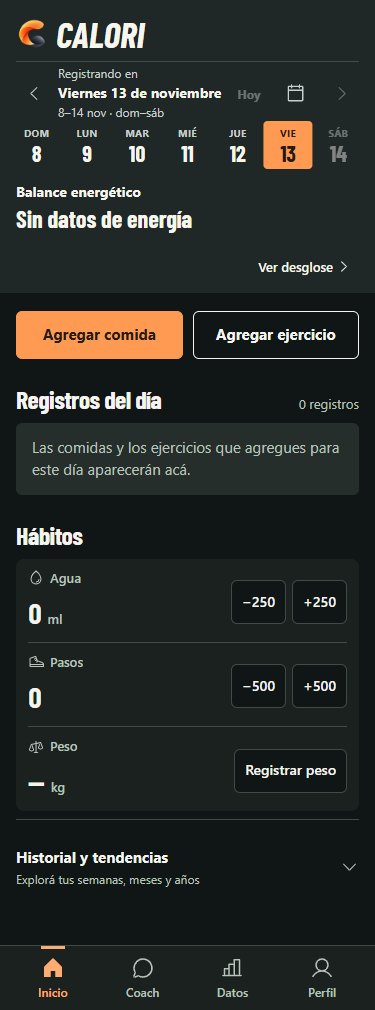 CALORI
Registrando en
Viernes 13 de noviembre
Hoy
8–14 nov · dom–sáb
DOM LUN MAR MIÉ JUE VIE SÁB
8 9 10 11 12 13 14
Balance energético
Sin datos de energía
Ver desglose
Agregar comida Agregar ejercicio
Registros del día 0 registros
Las comidas y los ejercicios que agregues para
este día aparecerán acá.
Hábitos
Agua
0 ml −250 +250
Pasos
0 −500 +500
Peso
– kg Registrar peso
Historial y tendencias
Explorá tus semanas, meses y años
Inicio Coach Datos Perfil